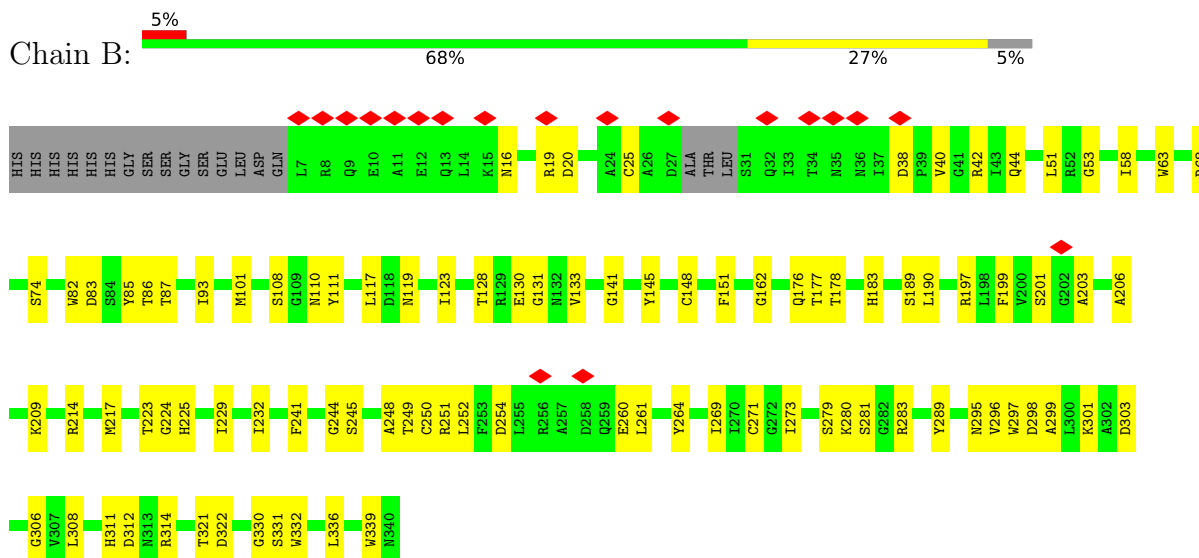 5%
Chain B:
68% 27% 5%
HIS HIS HIS HIS HIS HIS GLY SER SER GLY SER GLU LEU ASP GLN L7 R8 Q9 E10 A11 E12 Q13 L14 K15 N16 R19 D20 A24 C25 A26 D27 ALA THR LEU S31 Q32 I33 T34 N35 N36 I37 D38 P39 V40 G41 R42 I43 Q44 L51 R52 G53 I58 W63
S74 W82 D83 S84 Y85 T86 T87 I93 M101 S108 G109 N110 Y111 L117 D118 N119 I123 T128 R129 E130 G131 N132 V133 G141 Y145 C148 F151 G162 Q176 T177 T178 H183 S189 L190 R197 L198 F199 V200 S201 G202 A203 A206
K209 R214 M217 T223 G224 H225 I229 I232 F241 G244 S245 A248 T249 C250 R251 L252 F253 D254 L255 R256 A257 D258 Q259 E260 L261 Y264 I269 I270 C271 G272 I273 S279 K280 S281 G282 R283 Y289 N295 V296 W297 D298 A299 L300 K301 A302 D303
G306 V307 L308 H311 D312 N313 R314 T321 D322 G330 S331 W332 L336 W339 N340